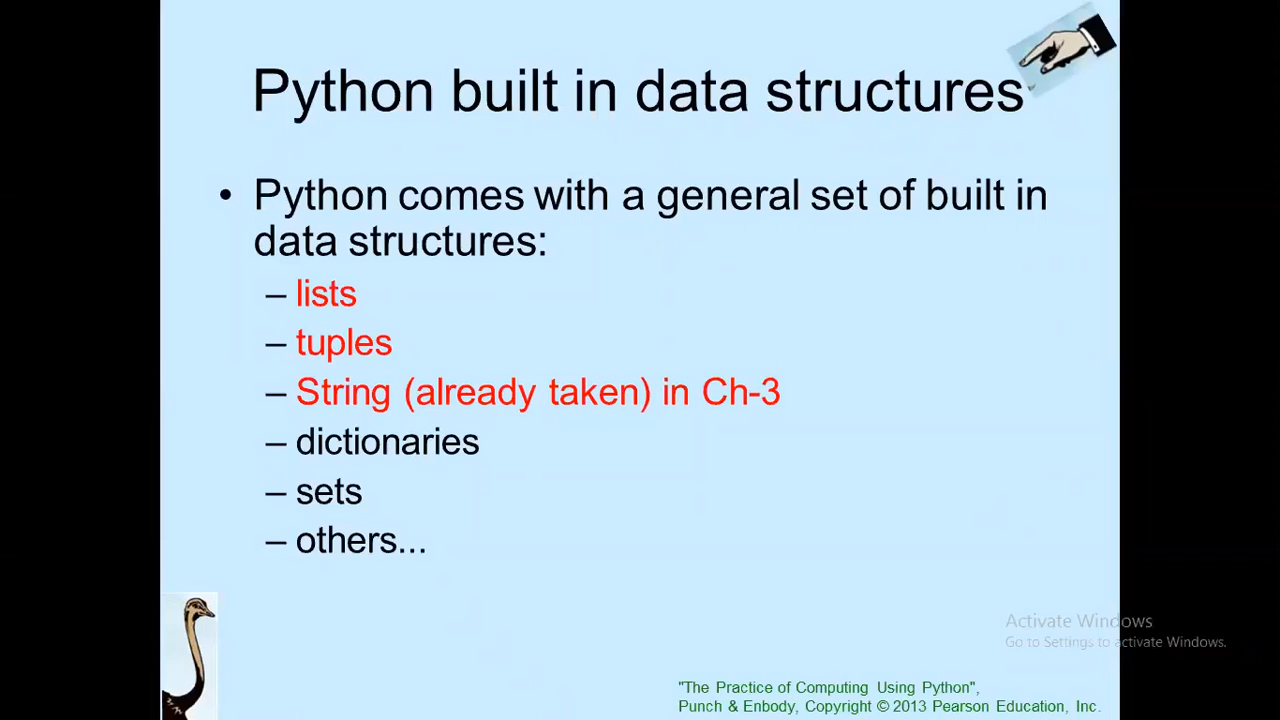 Python built in data structures
• Python comes with a general set of built in
data structures:
– lists
– tuples
– String (already taken) in Ch-3
– dictionaries
– sets
– others...
Activate Windows
Go to Settings to activate Windows.
"The Practice of Computing Using Python",
Punch & Enbody, Copyright © 2013 Pearson Education, Inc.